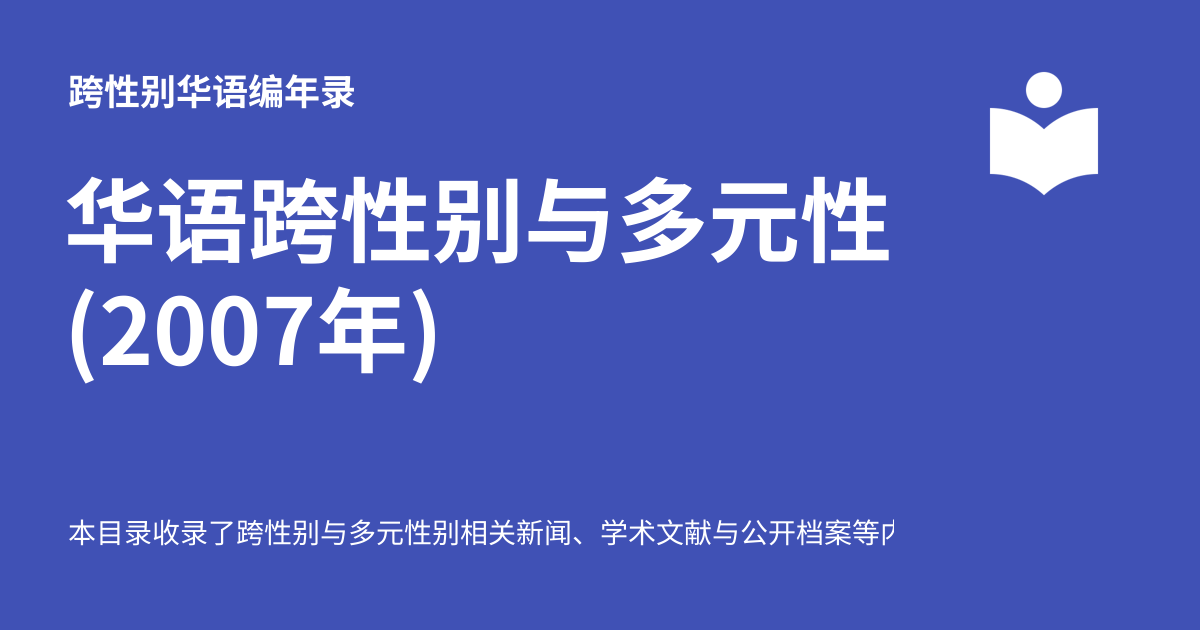 跨性别华语编年录
华语跨性别与多元性
(2007年)
本目录收录了跨性别与多元性别相关新闻、学术文献与公开档案等